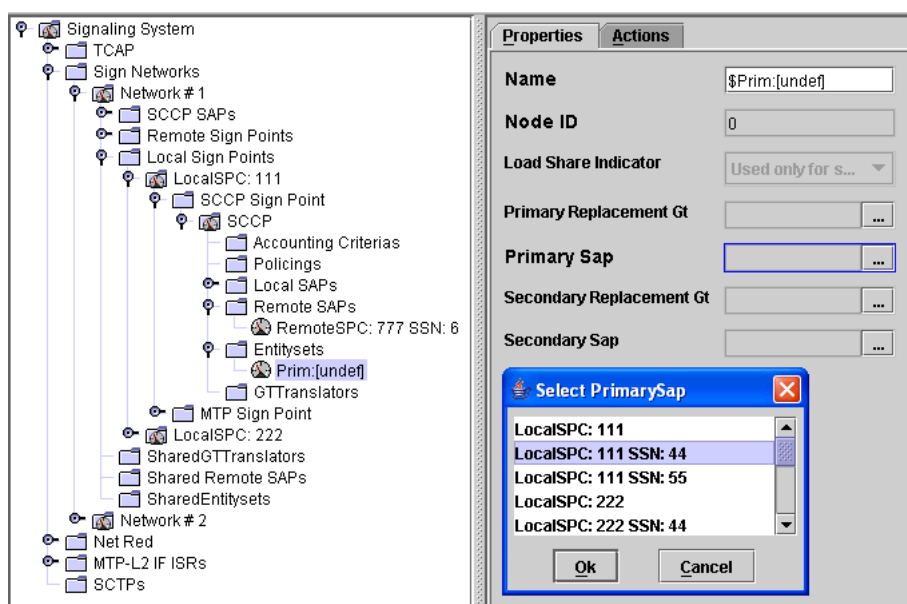 Signaling System
TCAP
Sign Networks
Network # 1
SCCP SAPs
Remote Sign Points
Local Sign Points
LocalSPC: 111
SCCP Sign Point
SCCP
Accounting Criterias
Policings
Local SAPs
Remote SAPs
RemoteSPC: 777 SSN: 6
Entitysets
Prim:[undef]
GTTranslators
MTP Sign Point
LocalSPC: 222
SharedGTTranslators
Shared Remote SAPs
SharedEntitysets
Network # 2
Net Red
MTP-L2 IF ISRs
SCTPs
Properties Actions
Name $Prim:[undef]
Node ID 0
Load Share Indicator Used only for s...
Primary Replacement Gt ...
Primary Sap ...
Secondary Replacement Gt ...
Secondary Sap ...
Select PrimarySap
LocalSPC: 111
LocalSPC: 111 SSN: 44
LocalSPC: 111 SSN: 55
LocalSPC: 222
LocalSPC: 222 SSN: 44
Ok Cancel